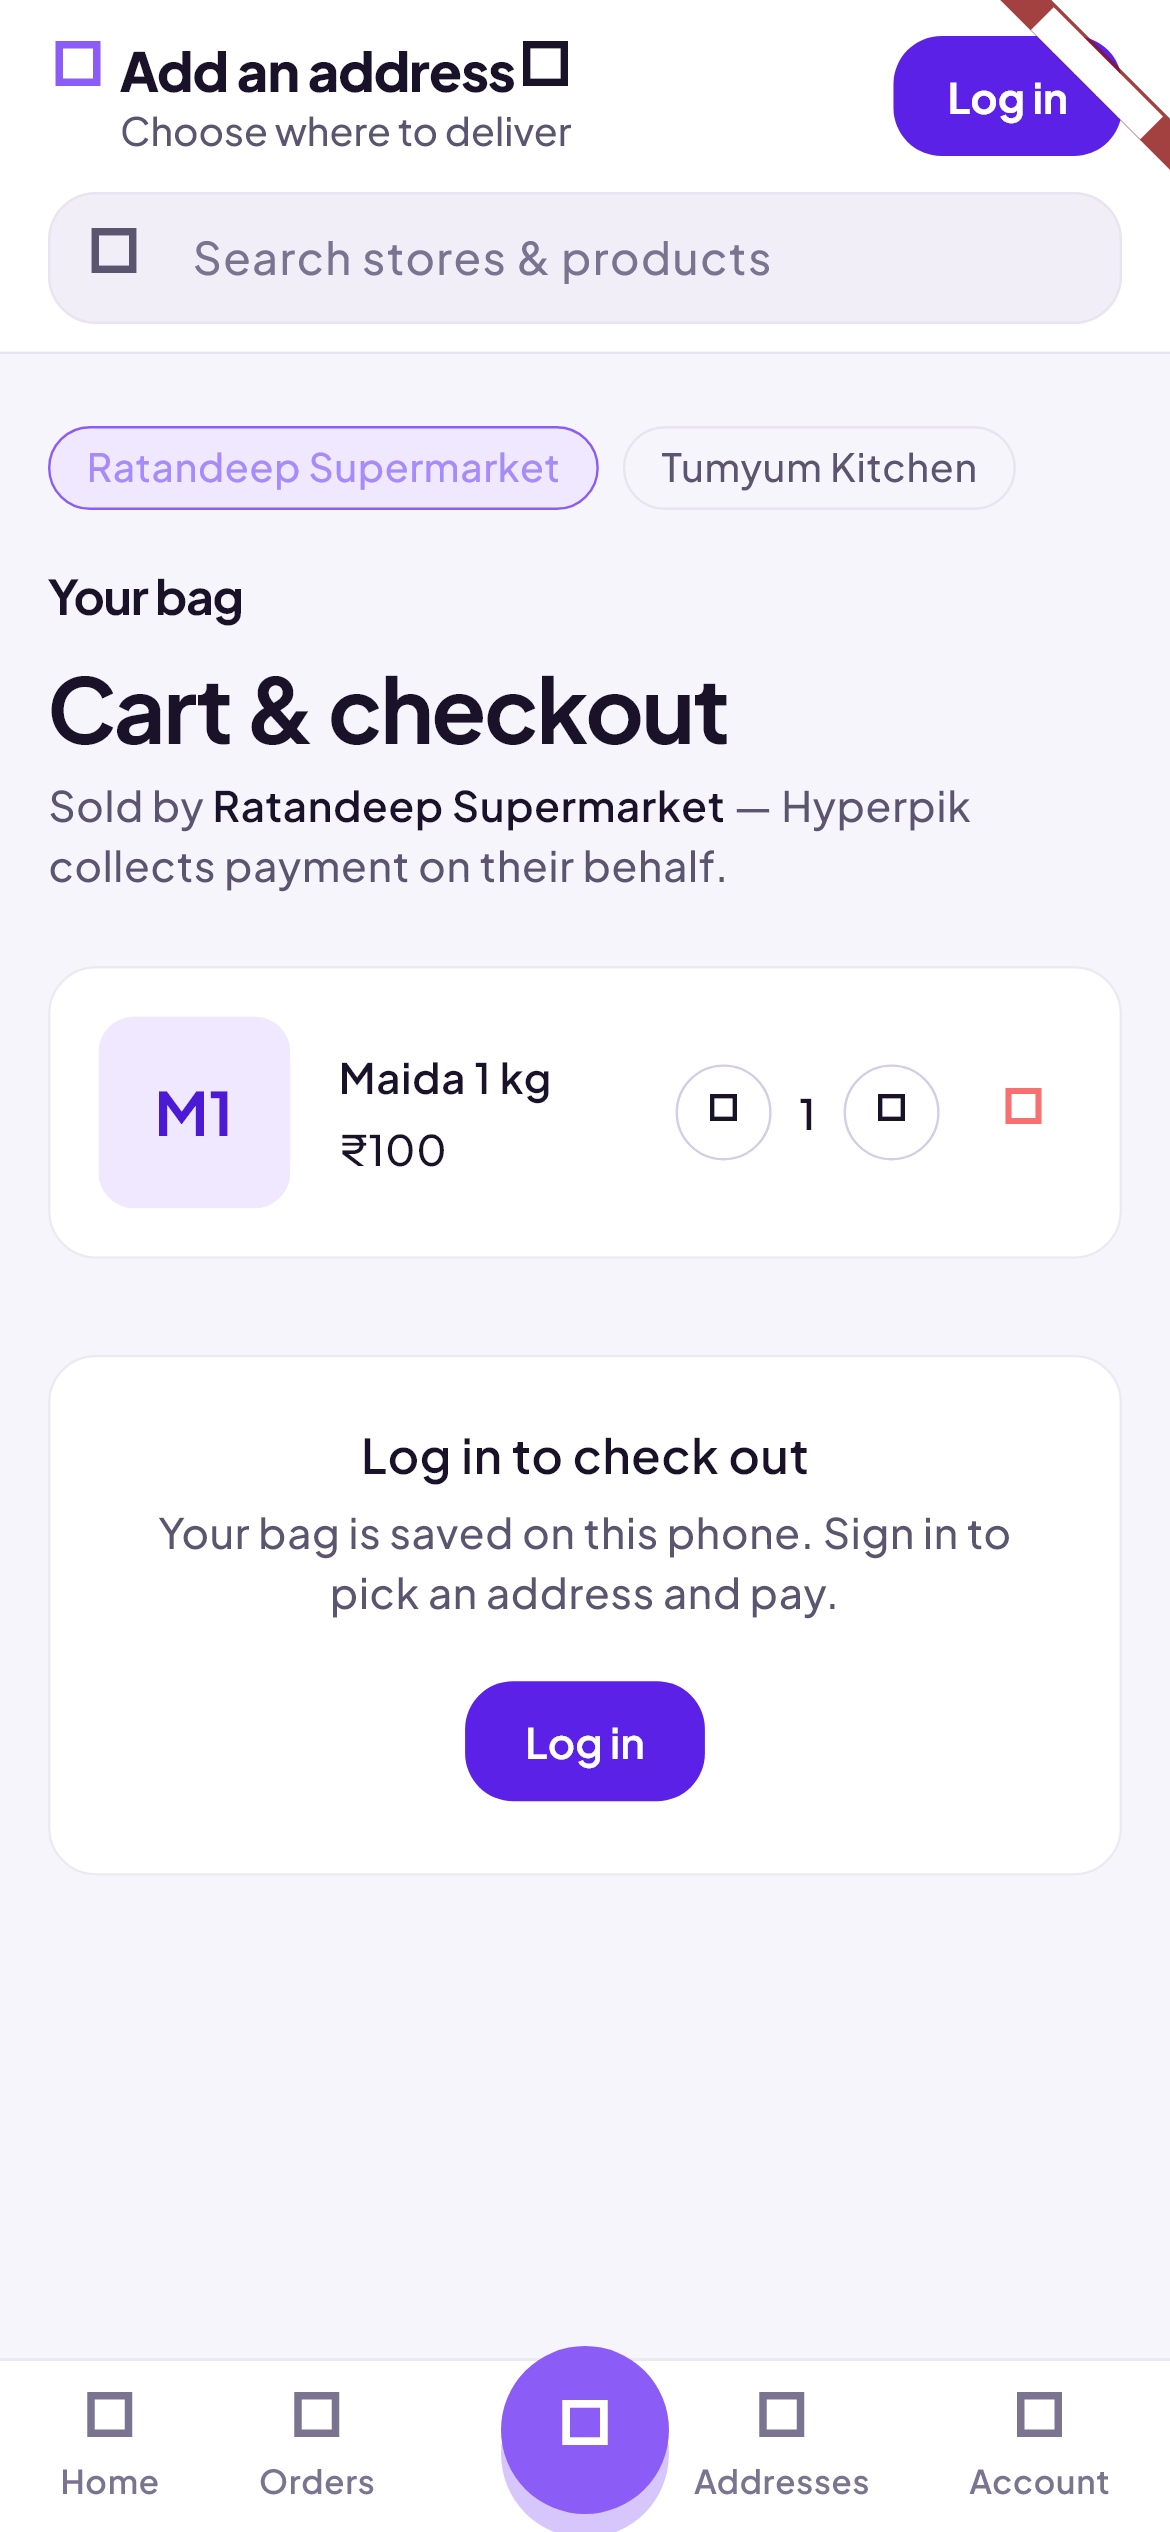 Add an address
Log in
Choose where to deliver
Search stores & products
Ratandeep Supermarket
Tumyum Kitchen
Your bag
Cart & checkout
Sold by Ratandeep Supermarket — Hyperpik
collects payment on their behalf.
M1
Maida 1 kg
₹100
1
Log in to check out
Your bag is saved on this phone. Sign in to
pick an address and pay.
Log in
Home
Orders
Addresses
Account